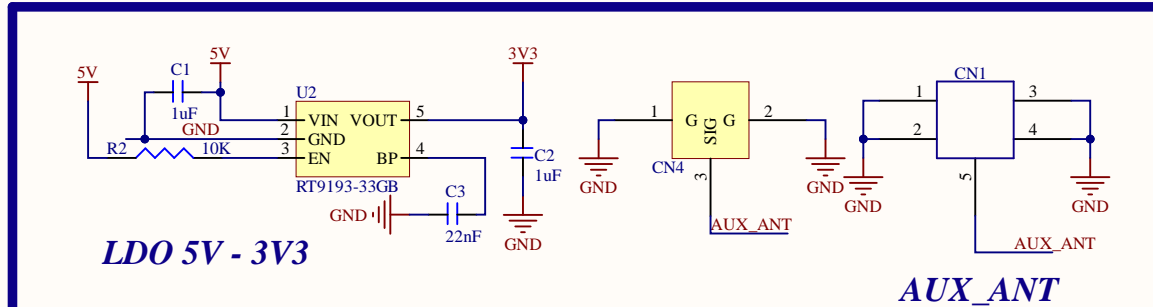 5V
5V
C1
1uF
GND
R2
10K
U2
1
2
3
VIN
GND
EN
VOUT
BP
5
4
RT9193-33GB
3V3
C2
1uF
GND
GND
C3
22nF
LDO 5V - 3V3
1
G
SIG
G
2
CN4
3
GND
GND
AUX_ANT
CN1
1
2
3
4
5
GND
GND
AUX_ANT
AUX_ANT